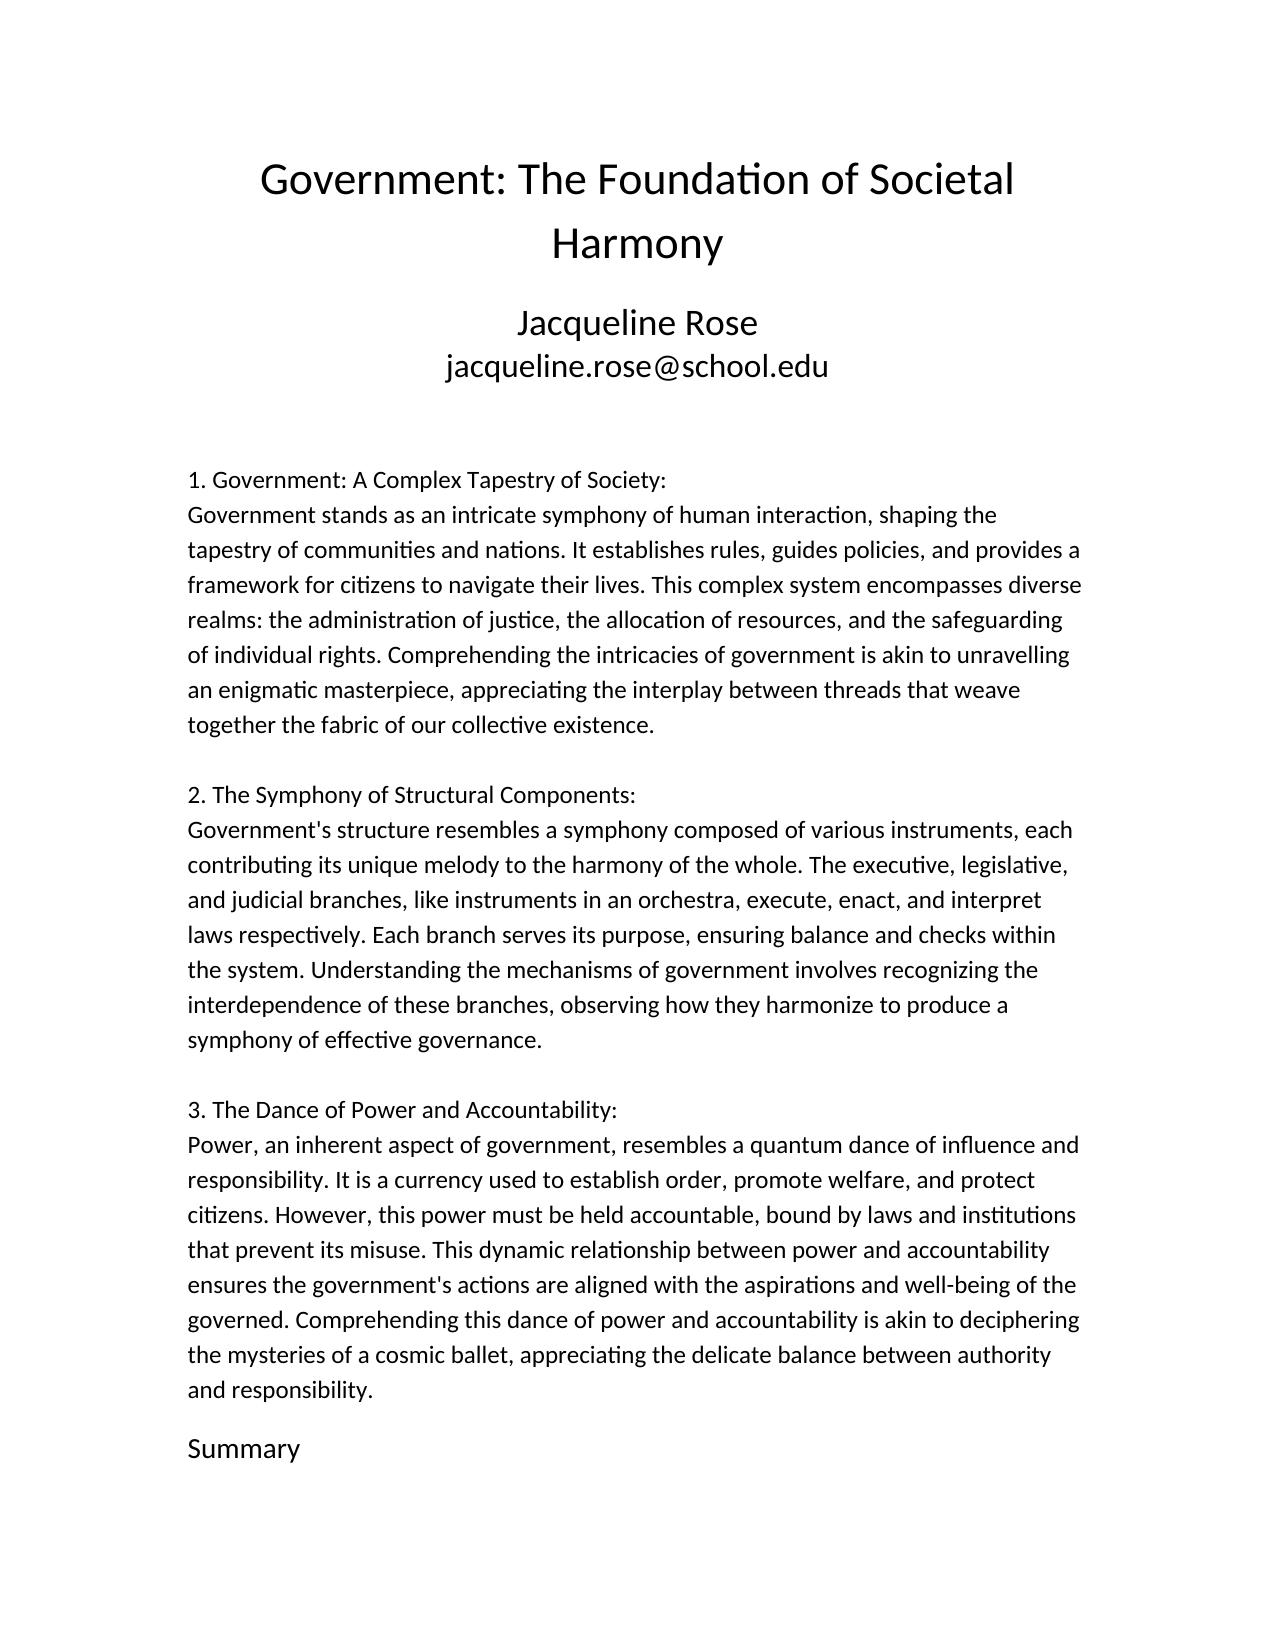 Government: The Foundation of Societal
Harmony
Jacqueline Rose
jacqueline.rose@school.edu
1. Government: A Complex Tapestry of Society:
Government stands as an intricate symphony of human interaction, shaping the
tapestry of communities and nations. It establishes rules, guides policies, and provides a
framework for citizens to navigate their lives. This complex system encompasses diverse
realms: the administration of justice, the allocation of resources, and the safeguarding
of individual rights. Comprehending the intricacies of government is akin to unravelling
an enigmatic masterpiece, appreciating the interplay between threads that weave
together the fabric of our collective existence.
2. The Symphony of Structural Components:
Government's structure resembles a symphony composed of various instruments, each
contributing its unique melody to the harmony of the whole. The executive, legislative,
and judicial branches, like instruments in an orchestra, execute, enact, and interpret
laws respectively. Each branch serves its purpose, ensuring balance and checks within
the system. Understanding the mechanisms of government involves recognizing the
interdependence of these branches, observing how they harmonize to produce a
symphony of effective governance.
3. The Dance of Power and Accountability:
Power, an inherent aspect of government, resembles a quantum dance of influence and
responsibility. It is a currency used to establish order, promote welfare, and protect
citizens. However, this power must be held accountable, bound by laws and institutions
that prevent its misuse. This dynamic relationship between power and accountability
ensures the government's actions are aligned with the aspirations and well-being of the
governed. Comprehending this dance of power and accountability is akin to deciphering
the mysteries of a cosmic ballet, appreciating the delicate balance between authority
and responsibility.
Summary